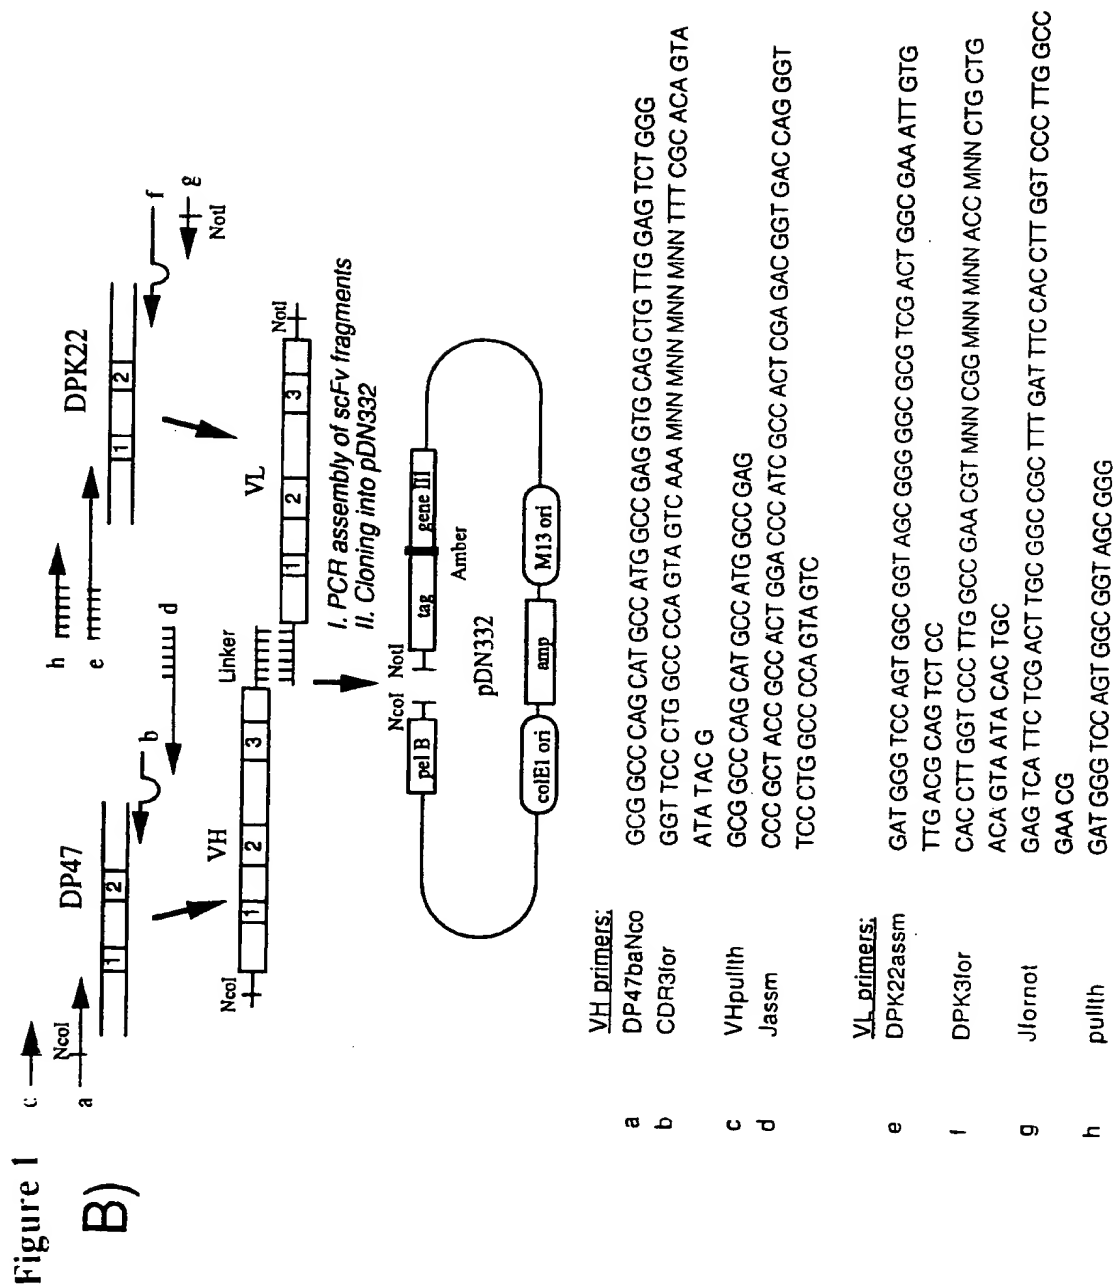 Figure 1
B)
c
NcoI
a
DP47
1 2
b
d
h
e
DPK22
1 2
f
g
NotI
VH
NcoI
1 2 3
Linker
VL
1 2 3
NotI
I. PCR assembly of scFv fragments
II. Cloning into pDN332
NcoI NotI
pel B
tag
gene III
Amber
pDN332
colE1 ori
amp
M13 ori
VH primers:
a DP47baNco GCG GCC CAG CAT GCC ATG GCC GAG GTG CAG CTG TTG GAG TCT GGG
b CDR3for GGT TCC CTG GCC CCA GTA GTC AAA MNN MNN MNN MNN TTT CGC ACA GTA
ATA TAC G
c VHpullth GCG GCC CAG CAT GCC ATG GCC GAG
d Jassm CCC GCT ACC GCC ACT GGA CCC ATC GCC ACT CGA GAC GGT GAC CAG GGT
TCC CTG GCC CCA GTA GTC
VL primers:
e DPK22assm GAT GGG TCC AGT GGC GGT AGC GGG GGC GCG TCG ACT GGC GAA ATT GTG
TTG ACG CAG TCT CC
f DPK3for CAC CTT GGT CCC TTG GCC GAA CGT MNN CGG MNN MNN ACC MNN CTG CTG
ACA GTA ATA CAC TGC
g Jlfornot GAG TCA TTC TCG ACT TGC GGC CGC TTT GAT TTC CAC CTT GGT CCC TTG GCC
GAA CG
h pullth GAT GGG TCC AGT GGC GGT AGC GGG